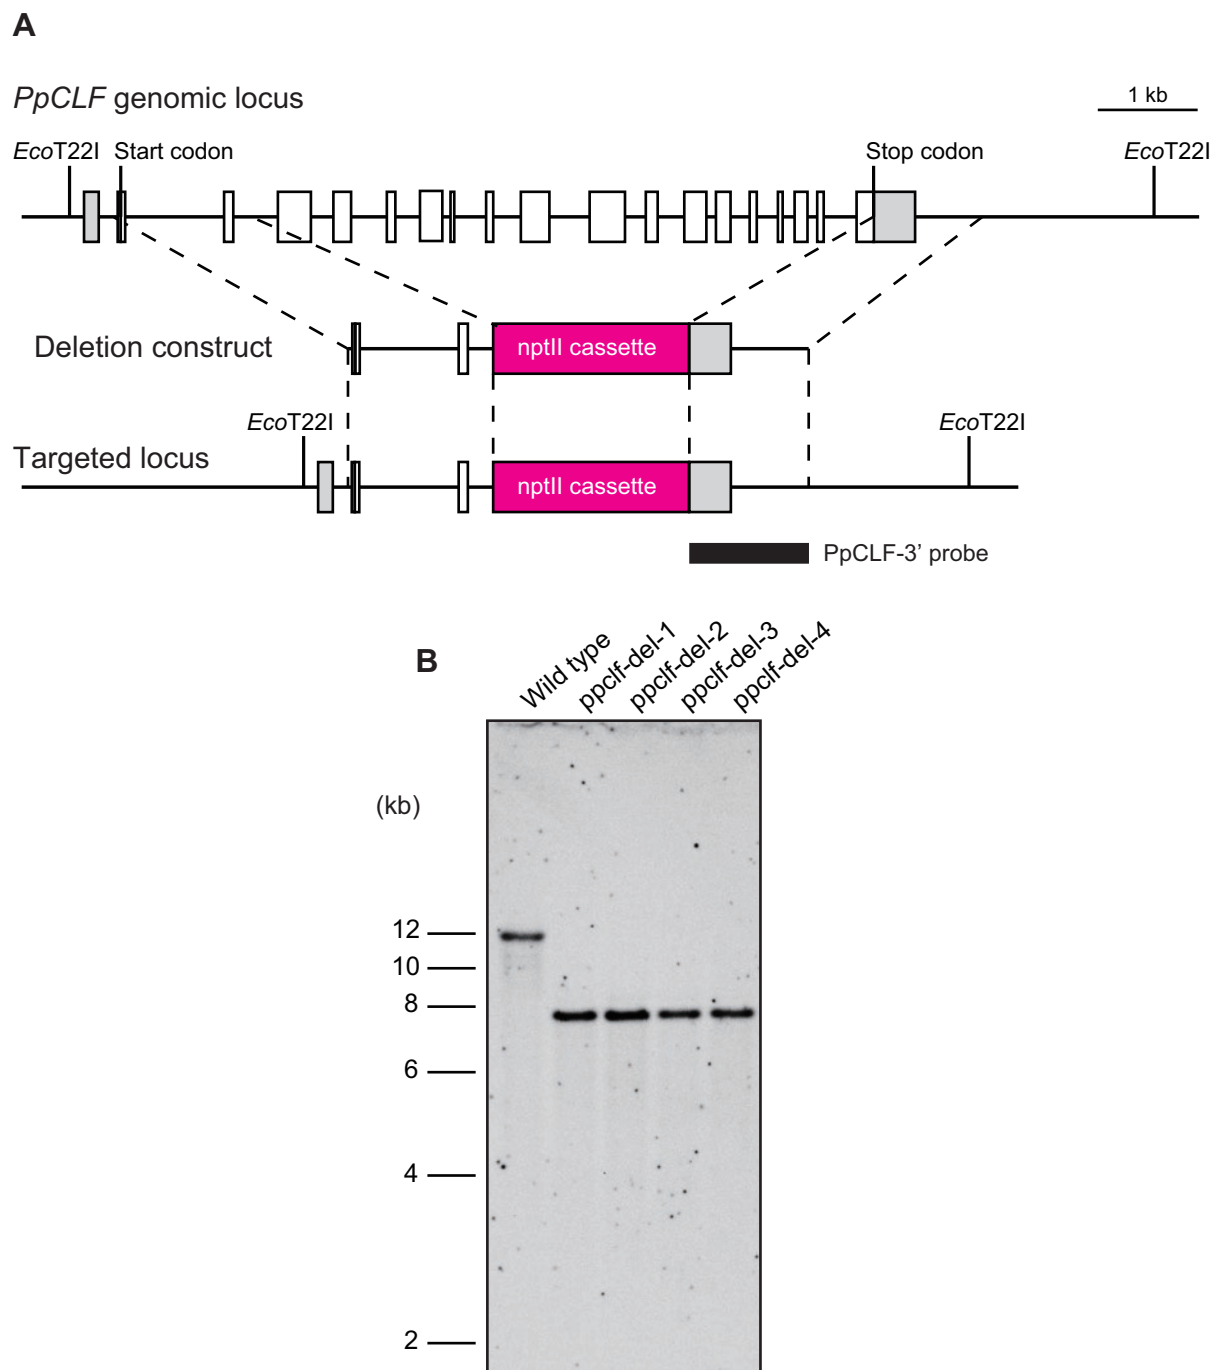 A
PpCLF genomic locus
1 kb
EcoT22I Start codon Stop codon EcoT22I
Deletion construct
nptII cassette
EcoT22I EcoT22I
Targeted locus
nptII cassette
PpCLF-3’ probe
B
Wild type
ppclf-del-1
ppclf-del-2
ppclf-del-3
ppclf-del-4
(kb)
12
10
8
6
4
2